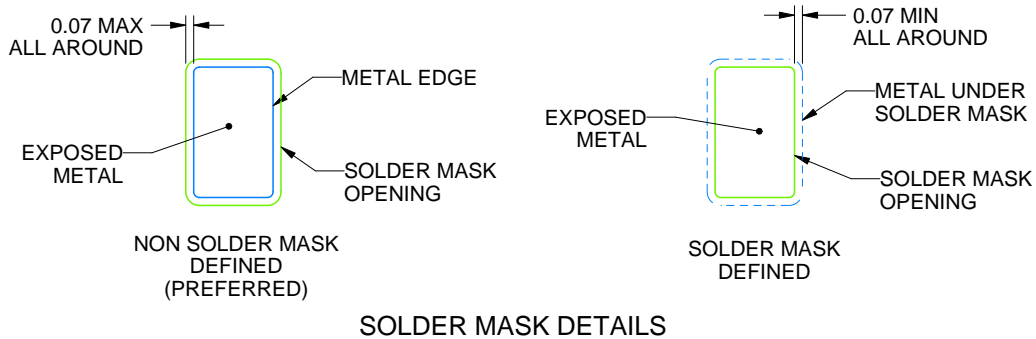 0.07 MAX
ALL AROUND
METAL EDGE
EXPOSED
METAL
SOLDER MASK
OPENING
NON SOLDER MASK
DEFINED
(PREFERRED)
0.07 MIN
ALL AROUND
METAL UNDER
SOLDER MASK
EXPOSED
METAL
SOLDER MASK
OPENING
SOLDER MASK
DEFINED
SOLDER MASK DETAILS